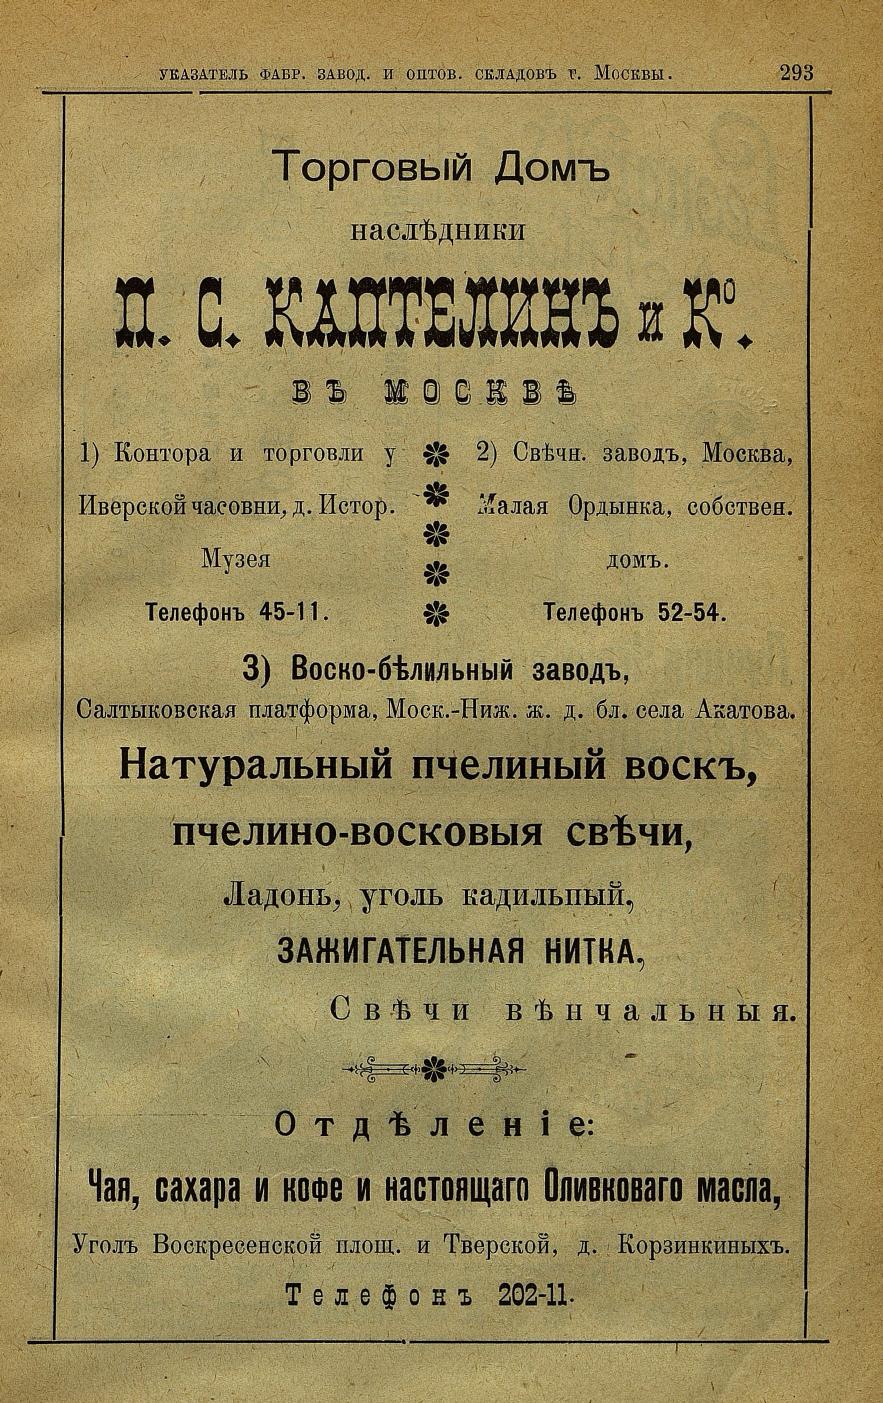 УКАЗАТЕЛЬ ФАБР. ЗАВОД. И ОПТОВ. СКЛАДОВЪ г. МОСКВЫ. 293
Торговый Домъ
наслѣдники
П. С. КАПТЕЛИНЪ и Ко.
ВЪ МОСКВѢ
1) Контора и торговли у
Иверской часовни, д. Истор.
Музея
Телефонъ 45-11.
2) Свѣчн. заводъ, Москва,
Малая Ордынка, собствен.
домъ.
Телефонъ 52-54.
3) Воско-бѣлильный заводъ,
Салтыковская платформа, Моск.-Ниж. ж. д. бл. села Акатова.
Натуральный пчелиный воскъ,
пчелино-восковыя свѣчи,
Ладонь, уголь кадильный,
ЗАЖИГАТЕЛЬНАЯ НИТКА,
Свѣчи вѣнчальныя.
Отдѣленіе:
Чая, сахара и кофе и настоящаго Оливковаго масла,
Уголъ Воскресенской площ. и Тверской, д. Корзинкиныхъ.
Телефонъ 202-11.